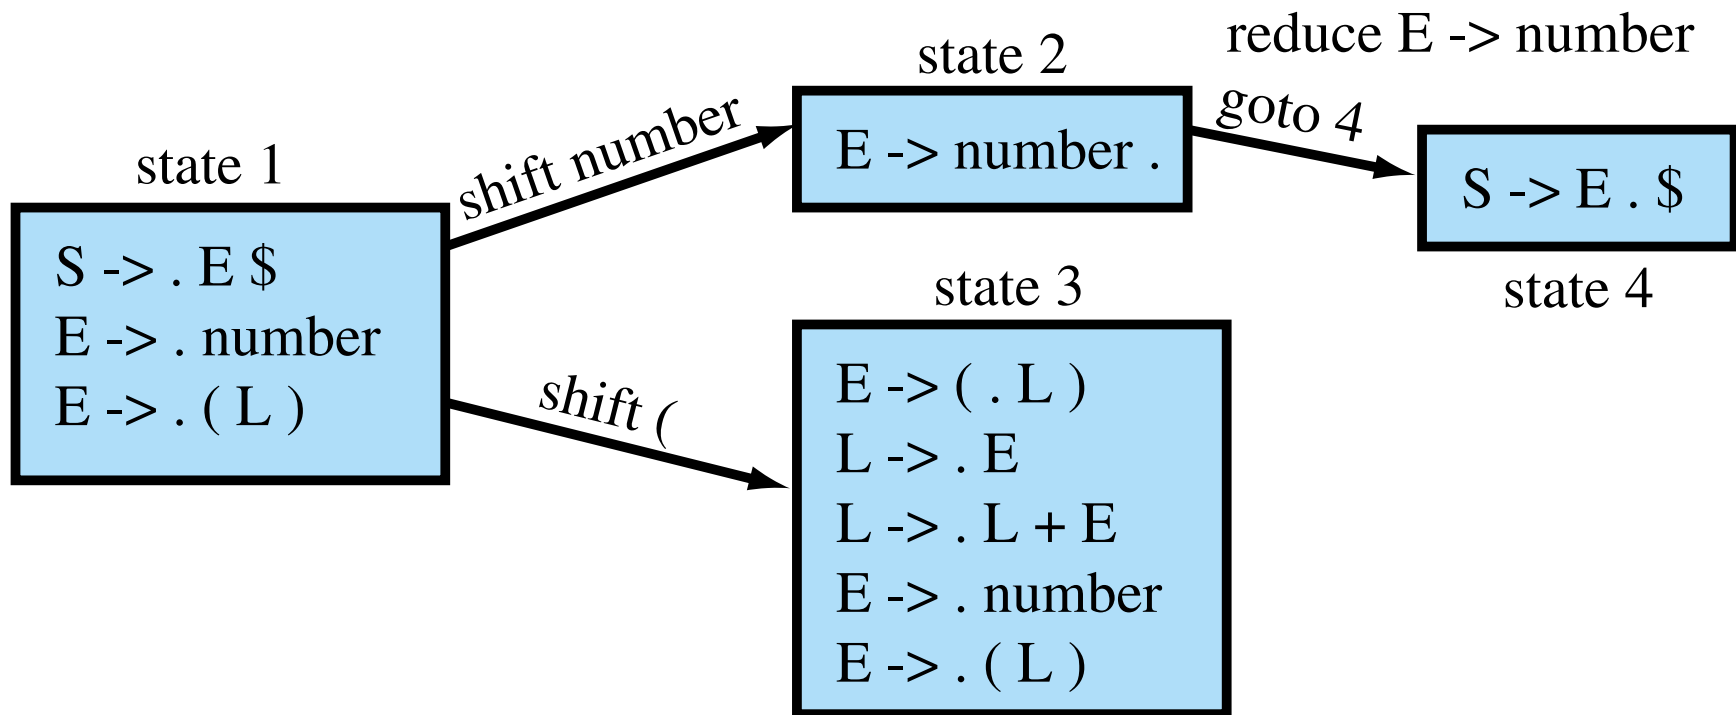 state 1
S -> . E $
E -> . number
E -> . ( L )
shift number
shift (
state 2
E -> number .
state 3
E -> ( . L )
L -> . E
L -> . L + E
E -> . number
E -> . ( L )
reduce E -> number
goto 4
S -> E . $
state 4